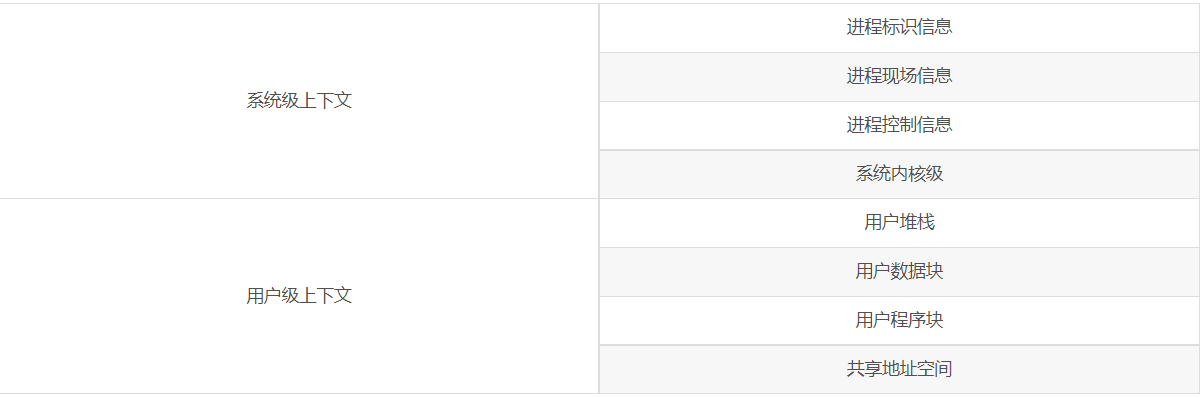 系统级上下文
进程标识信息
进程现场信息
进程控制信息
系统内核级
用户级上下文
用户堆栈
用户数据块
用户程序块
共享地址空间